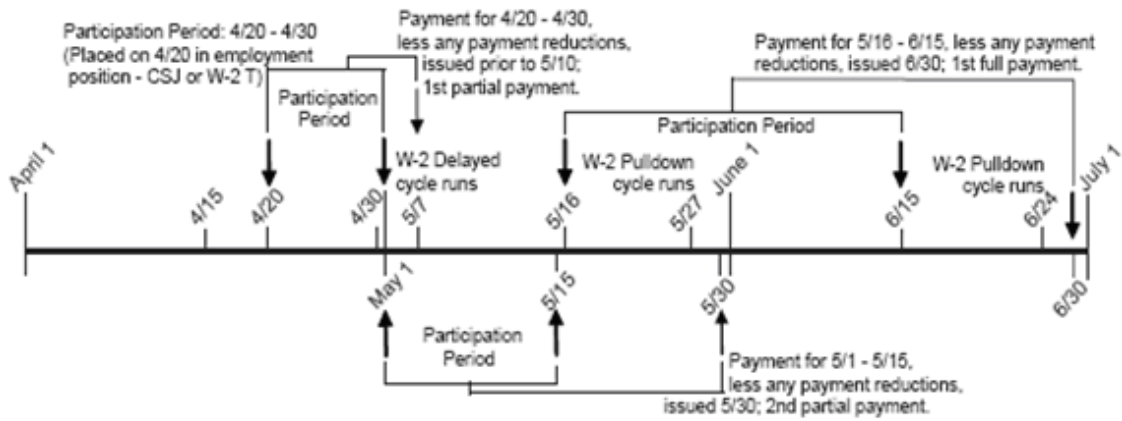 Participation Period: 4/20 - 4/30
(Placed on 4/20 in employment
position - CSJ or W-2 T)
Participation
Period
Payment for 4/20 - 4/30,
less any payment reductions,
issued prior to 5/10;
1st partial payment.
Payment for 5/16 - 6/15, less any payment
reductions, issued 6/30; 1st full payment.
Participation Period
W-2 Delayed
cycle runs
W-2 Pulldown
cycle runs
W-2 Pulldown
cycle runs
April 1
4/15
4/20
4/30
5/7
5/16
5/27
June 1
6/15
6/24
July 1
May 1
5/15
5/30
6/30
Participation
Period
Payment for 5/1 - 5/15,
less any payment reductions,
issued 5/30; 2nd partial payment.